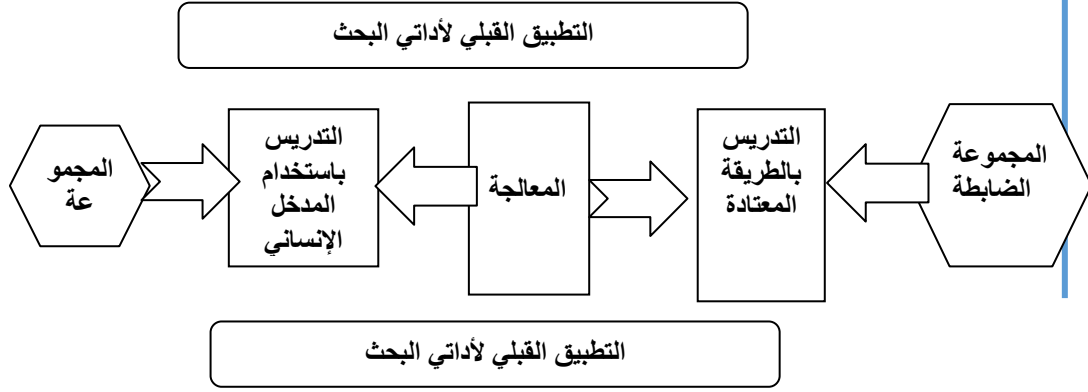 التطبيق القبلي لأداتي البحث
المجموعة
الضابطة
التدريس
بالطريقة
المعتادة
المعالجة
التدريس
باستخدام
المدخل
الإنساني
المجمو
عة
التطبيق القبلي لأداتي البحث